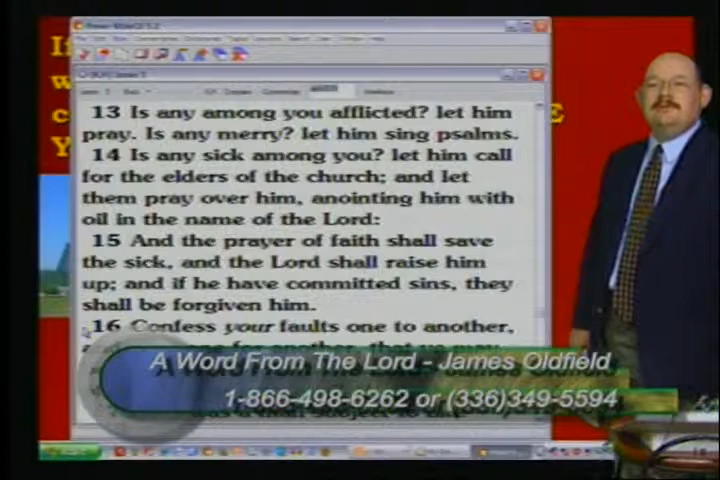 13 Is any among you afflicted? let him
pray. Is any merry? let him sing psalms.
14 Is any sick among you? let him call
for the elders of the church; and let
them pray over him, anointing him with
oil in the name of the Lord:
15 And the prayer of faith shall save
the sick, and the Lord shall raise him
up; and if he have committed sins, they
shall be forgiven him.
16 Confess your faults one to another,
A Word From The Lord - James Oldfield
1-866-498-6262 or (336)349-5594